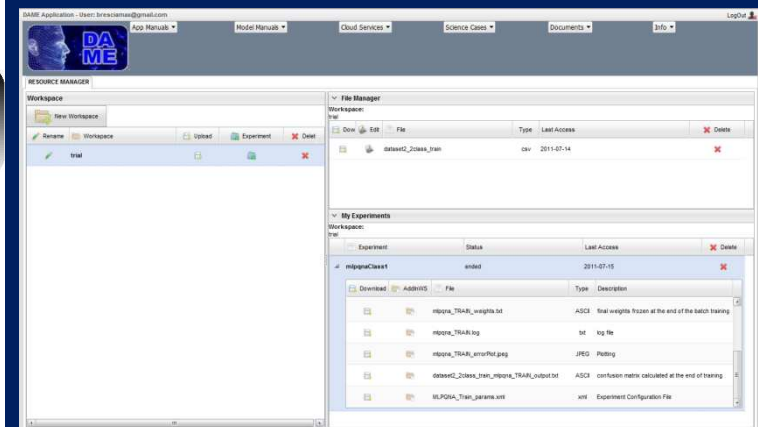 DAME Application - User: bresciamas@gmail.com LogOut
DAME
App Manuals Model Manuals Cloud Services Science Cases Documents Info
RESOURCE MANAGER
Workspace
New Workspace
Rename Workspace Upload Experiment Delet
trial
File Manager
Workspace:
trial
Dow Edit File Type Last Access Delete
dataset2_2class_train csv 2011-07-14
My Experiments
Workspace:
trial
Experiment Status Last Access Delete
mlpqnaClass1 ended 2011-07-15
Download AddInWS File Type Description
mlpqna_TRAIN_weights.txt ASCII final weights frozen at the end of the batch training
mlpqna_TRAIN.log txt log file
mlpqna_TRAIN_errorPlot.jpeg JPEG Plotting
dataset2_2class_train_mlpqna_TRAIN_output.txt ASCII confusion matrix calculated at the end of training
MLPQNA_Train_params.xml xml Experiment Configuration File